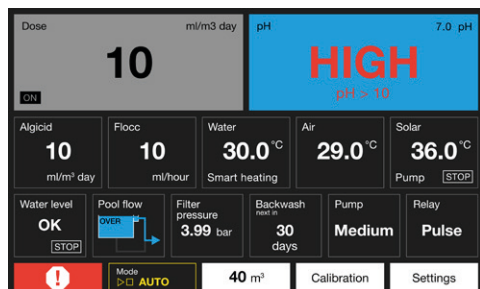 Dose ml/m3 day
10
ON
pH 7.0 pH
HIGH
pH > 10
Algicid
10
ml/m³ day
Flocc
10
ml/hour
Water
30.0 °C
Smart heating
Air
29.0 °C
Solar
36.0 °C
Pump STOP
Water level
OK
STOP
Pool flow
OVER
Filter
pressure
3.99 bar
Backwash
next in
30
days
Pump
Medium
Relay
Pulse
!
Mode
AUTO
40 m³
Calibration
Settings